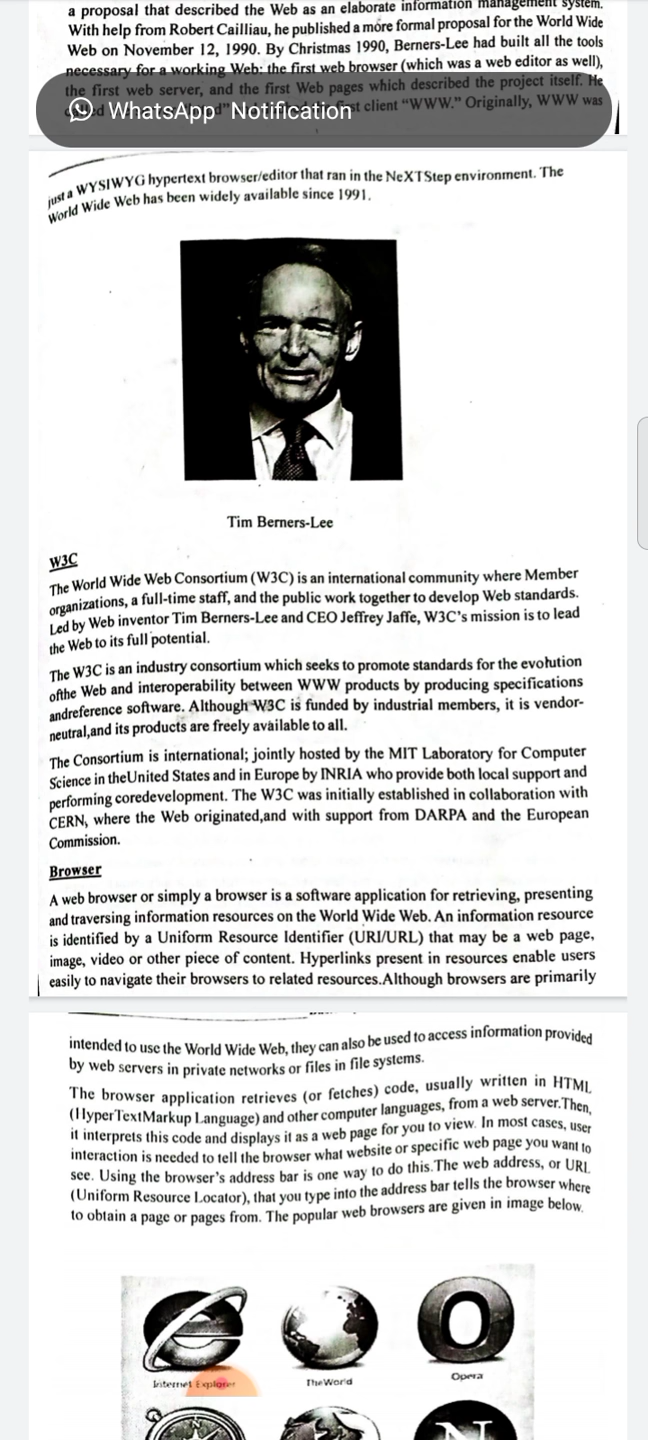 a proposal that described the Web as an elaborate information management system.
With help from Robert Cailliau, he published a more formal proposal for the World Wide
Web on November 12, 1990. By Christmas 1990, Berners-Lee had built all the tools
necessary for a working Web: the first web browser (which was a web editor as well),
the first web server, and the first Web pages which described the project itself. He
first client “WWW.” Originally, WWW was
WhatsApp Notification
just a WYSIWYG hypertext browser/editor that ran in the NeXTStep environment. The
World Wide Web has been widely available since 1991.
Tim Berners-Lee
W3C
The World Wide Web Consortium (W3C) is an international community where Member
organizations, a full-time staff, and the public work together to develop Web standards.
Led by Web inventor Tim Berners-Lee and CEO Jeffrey Jaffe, W3C's mission is to lead
the Web to its full potential.
The W3C is an industry consortium which seeks to promote standards for the evolution
ofthe Web and interoperability between WWW products by producing specifications
andreference software. Although W3C is funded by industrial members, it is vendor-
neutral,and its products are freely available to all.
The Consortium is international; jointly hosted by the MIT Laboratory for Computer
Science in theUnited States and in Europe by INRIA who provide both local support and
performing coredevelopment. The W3C was initially established in collaboration with
CERN, where the Web originated,and with support from DARPA and the European
Commission.
Browser
A web browser or simply a browser is a software application for retrieving, presenting
and traversing information resources on the World Wide Web. An information resource
is identified by a Uniform Resource Identifier (URI/URL) that may be a web page,
image, video or other piece of content. Hyperlinks present in resources enable users
easily to navigate their browsers to related resources.Although browsers are primarily
intended to use the World Wide Web, they can also be used to access information provided
by web servers in private networks or files in file systems.
The browser application retrieves (or fetches) code, usually written in HTML
(HyperTextMarkup Language) and other computer languages, from a web server.Then,
it interprets this code and displays it as a web page for you to view. In most cases, user
interaction is needed to tell the browser what website or specific web page you want to
see. Using the browser's address bar is one way to do this.The web address, or URL
(Uniform Resource Locator), that you type into the address bar tells the browser where
to obtain a page or pages from. The popular web browsers are given in image below.
Internet Explorer
TheWorld
Opera